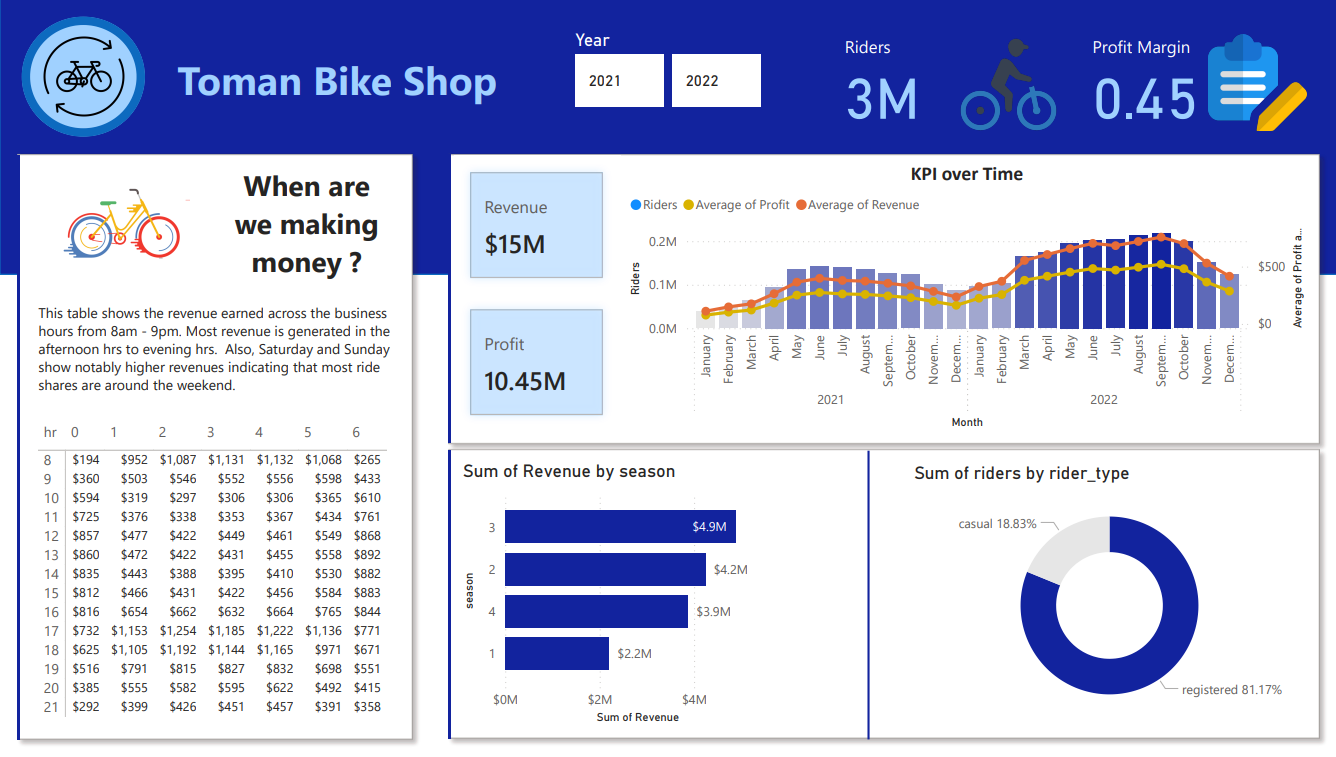 Toman Bike Shop
Year
2021
2022
Riders
3M
Profit Margin
0.45
When are
we making
money ?
This table shows the revenue earned across the business
hours from 8am - 9pm. Most revenue is generated in the
afternoon hrs to evening hrs.  Also, Saturday and Sunday
show notably higher revenues indicating that most ride
shares are around the weekend.
hr 0 1 2 3 4 5 6
8 $194 $952 $1,087 $1,131 $1,132 $1,068 $265
9 $360 $503 $546 $552 $556 $598 $433
10 $594 $319 $297 $306 $306 $365 $610
11 $725 $376 $338 $353 $367 $434 $761
12 $857 $477 $422 $449 $461 $549 $868
13 $860 $472 $422 $431 $455 $558 $892
14 $835 $443 $388 $395 $410 $530 $882
15 $812 $466 $431 $422 $456 $584 $883
16 $816 $654 $662 $632 $664 $765 $844
17 $732 $1,153 $1,254 $1,185 $1,222 $1,136 $771
18 $625 $1,105 $1,192 $1,144 $1,165 $971 $671
19 $516 $791 $815 $827 $832 $698 $551
20 $385 $555 $582 $595 $622 $492 $415
21 $292 $399 $426 $451 $457 $391 $358
Revenue
$15M
Profit
10.45M
KPI over Time
Riders Average of Profit Average of Revenue
Riders
0.2M
0.1M
0.0M
$500
$0
Average of Profit a...
January February March April May June July August Septem... October Novem... Decem... January February March April May June July August Septem... October Novem... Decem...
2021 2022
Month
Sum of Revenue by season
season
3 $4.9M
2 $4.2M
4 $3.9M
1 $2.2M
$0M $2M $4M
Sum of Revenue
Sum of riders by rider_type
casual 18.83%
registered 81.17%